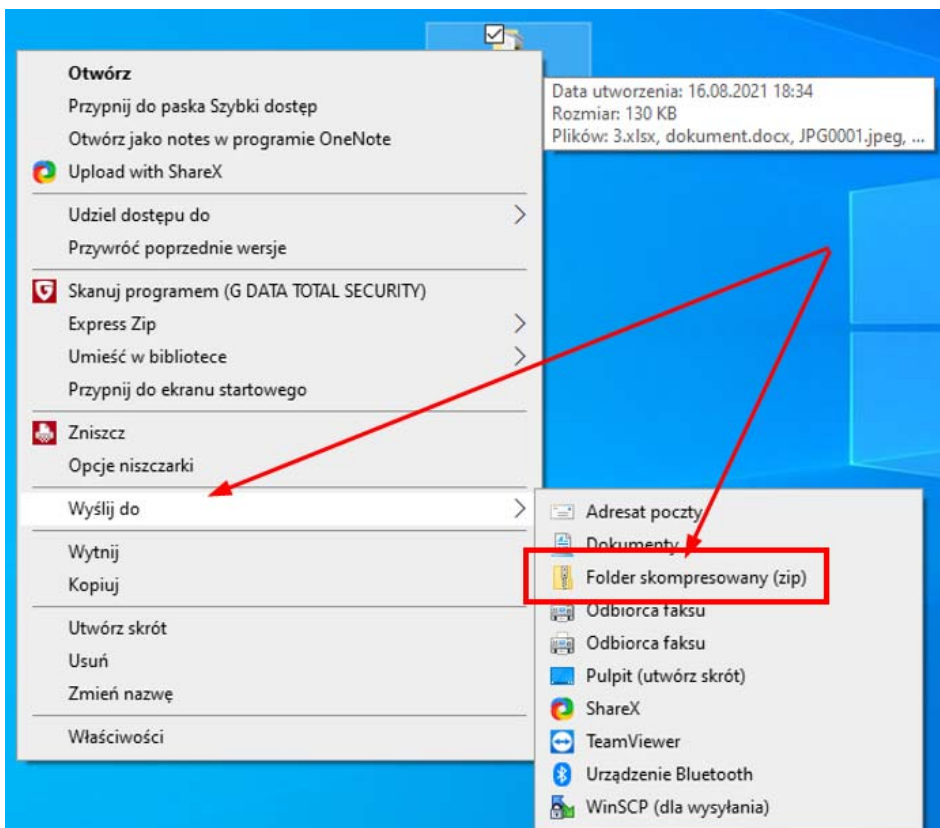 Data utworzenia: 16.08.2021 18:34
Rozmiar: 130 KB
Plików: 3.xlsx, dokument.docx, JPG0001.jpeg, ...
Otwórz
Przypnij do paska Szybki dostęp
Otwórz jako notes w programie OneNote
Upload with ShareX
Udziel dostępu do
Przywróć poprzednie wersje
Skanuj programem (G DATA TOTAL SECURITY)
Express Zip
Umieść w bibliotece
Przypnij do ekranu startowego
Zniszcz
Opcje niszczarki
Wyślij do
Wytnij
Kopiuj
Utwórz skrót
Usuń
Zmień nazwę
Właściwości
Adresat poczty
Dokumenty
Folder skompresowany (zip)
Odbiorca faksu
Odbiorca faksu
Pulpit (utwórz skrót)
ShareX
TeamViewer
Urządzenie Bluetooth
WinSCP (dla wysyłania)